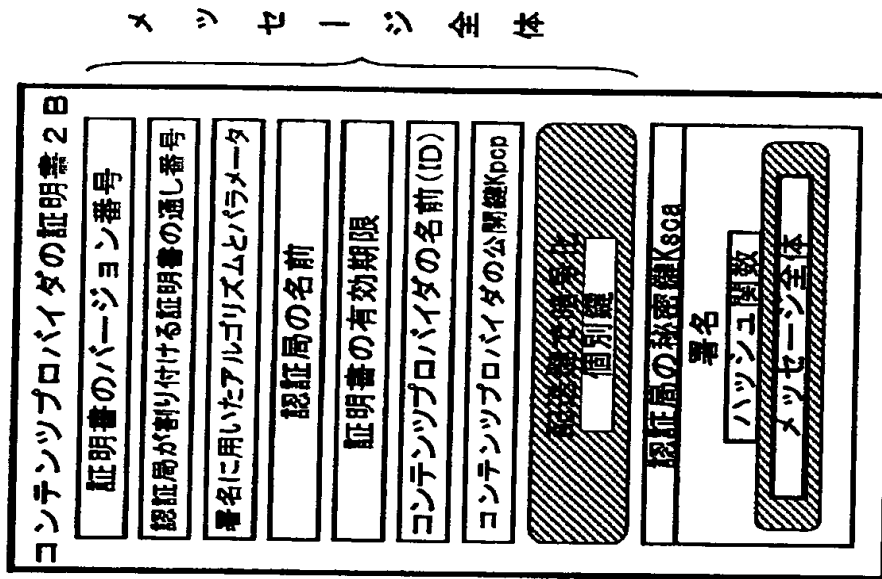 コンテンツプロバイダの証明書2B
証明書のバージョン番号
認証局が割り付ける証明書の通し番号
署名に用いたアルゴリズムとパラメータ
認証局の名前
証明書の有効期限
コンテンツプロバイダの名前(ID)
コンテンツプロバイダの公開鍵Kpcp
配送鍵で暗号化
個別鍵
認証局の秘密鍵Ksca
署名
ハッシュ関数
メッセージ全体
メッセージ全体